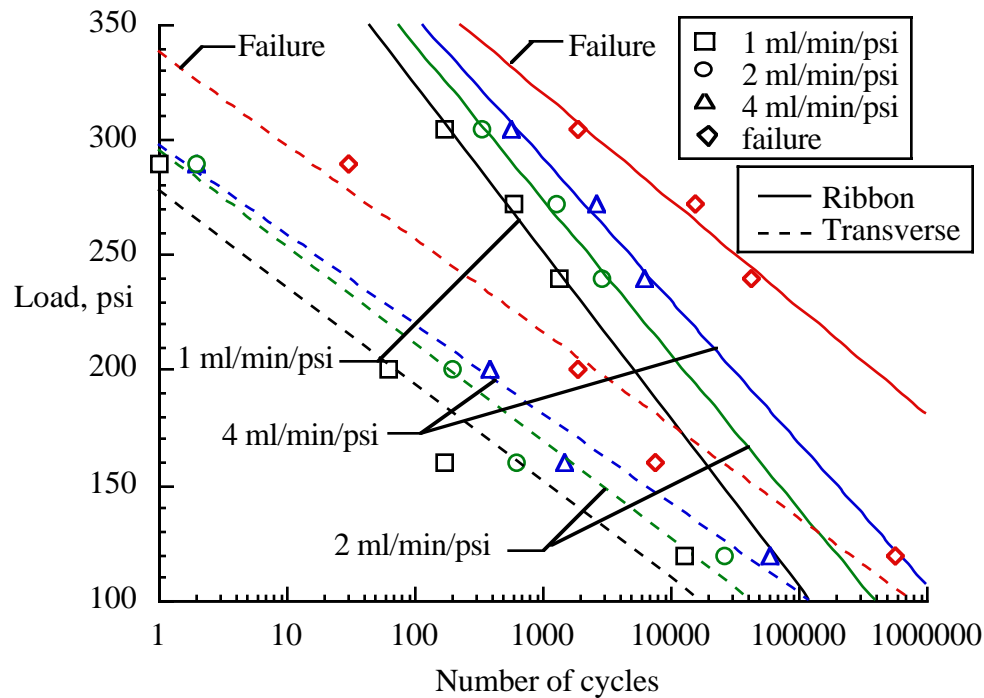 350
300
250
200
150
100
Load, psi
Failure
Failure
1 ml/min/psi
2 ml/min/psi
4 ml/min/psi
failure
Ribbon
Transverse
1 ml/min/psi
4 ml/min/psi
2 ml/min/psi
1
10
100
1000
10000
100000
1000000
Number of cycles